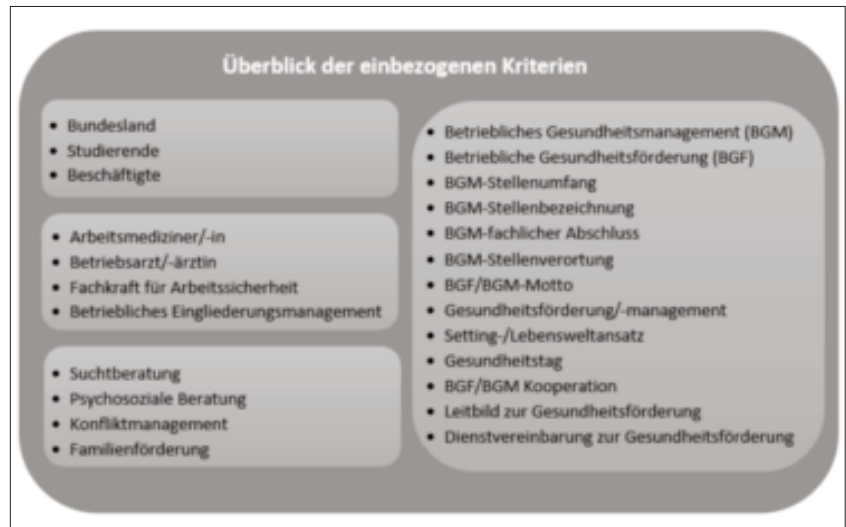 Überblick der einbezogenen Kriterien
• Bundesland
• Studierende
• Beschäftigte
• Arbeitsmediziner/-in
• Betriebsarzt/-ärztin
• Fachkraft für Arbeitssicherheit
• Betriebliches Eingliederungsmanagement
• Suchtberatung
• Psychosoziale Beratung
• Konfliktmanagement
• Familienförderung
• Betriebliches Gesundheitsmanagement (BGM)
• Betriebliche Gesundheitsförderung (BGF)
• BGM-Stellenumfang
• BGM-Stellenbezeichnung
• BGM-fachlicher Abschluss
• BGM-Stellenverortung
• BGF/BGM-Motto
• Gesundheitsförderung/-management
• Setting-/Lebensweltansatz
• Gesundheitstag
• BGF/BGM Kooperation
• Leitbild zur Gesundheitsförderung
• Dienstvereinbarung zur Gesundheitsförderung